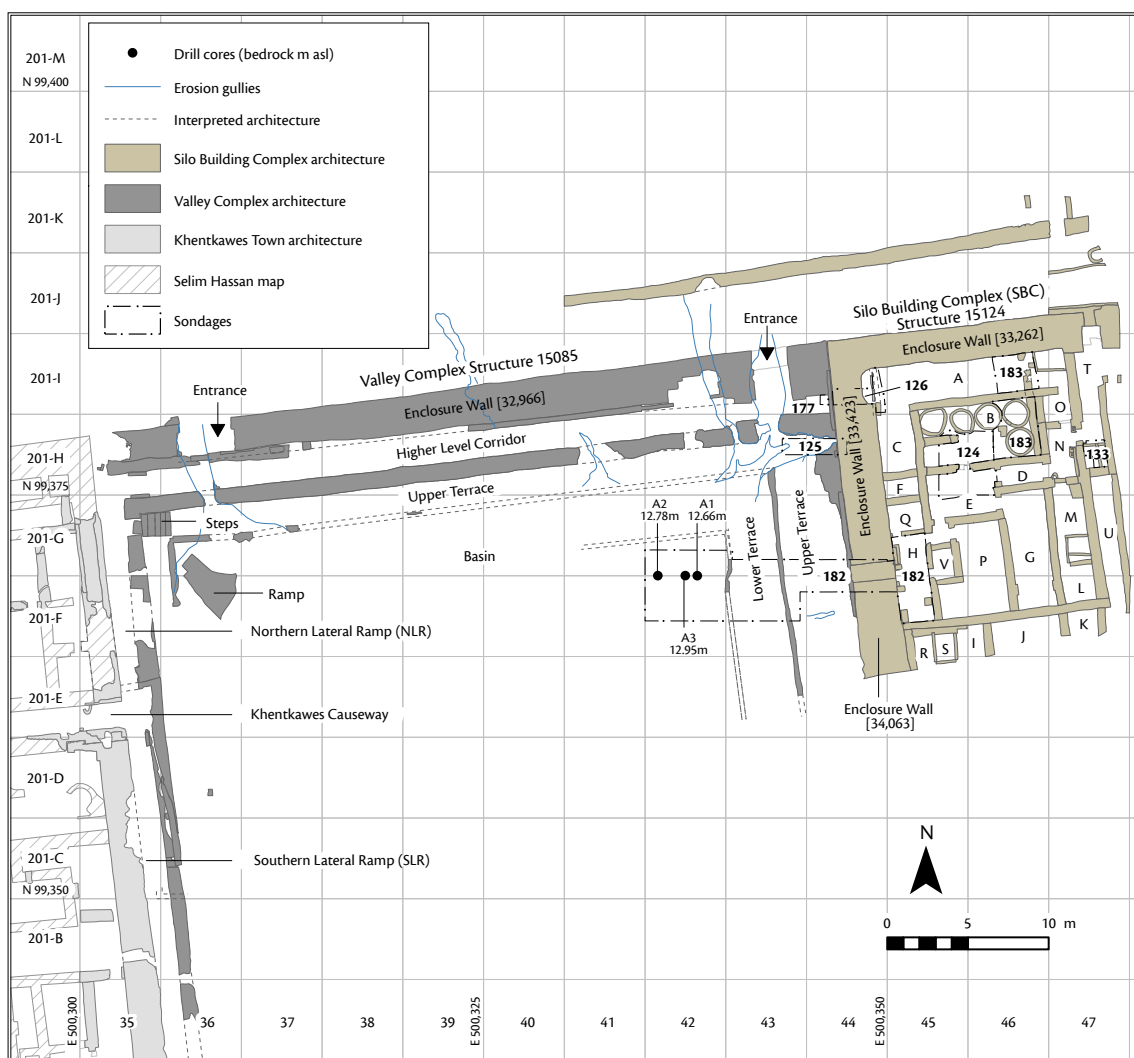 201-M
N 99,400
201-L
201-K
201-J
201-I
201-H
N 99,375
201-G
201-F
201-E
201-D
201-C
N 99,350
201-B
Drill cores (bedrock m asl)
Erosion gullies
Interpreted architecture
Silo Building Complex architecture
Valley Complex architecture
Khentkawes Town architecture
Selim Hassan map
Sondages
Silo Building Complex (SBC)
Structure 15124
Entrance
Enclosure Wall [33,262]
Valley Complex Structure 15085
Entrance
Enclosure Wall [32,966]
Higher Level Corridor
Upper Terrace
177
126
125
Enclosure Wall [33,423]
A
183
T
B
O
C
124
183
N
133
D
F
E
Q
M
U
H
V
P
G
L
182
182
K
R
S
I
J
Steps
Ramp
Basin
A2
12.78m
A1
12.66m
A3
12.95m
Lower Terrace
Upper Terrace
Northern Lateral Ramp (NLR)
Khentkawes Causeway
Enclosure Wall
[34,063]
Southern Lateral Ramp (SLR)
N
0 5 10 m
E 500,300
35
36
37
38
39
E 500,325
40
41
42
43
44
E 500,350
45
46
47